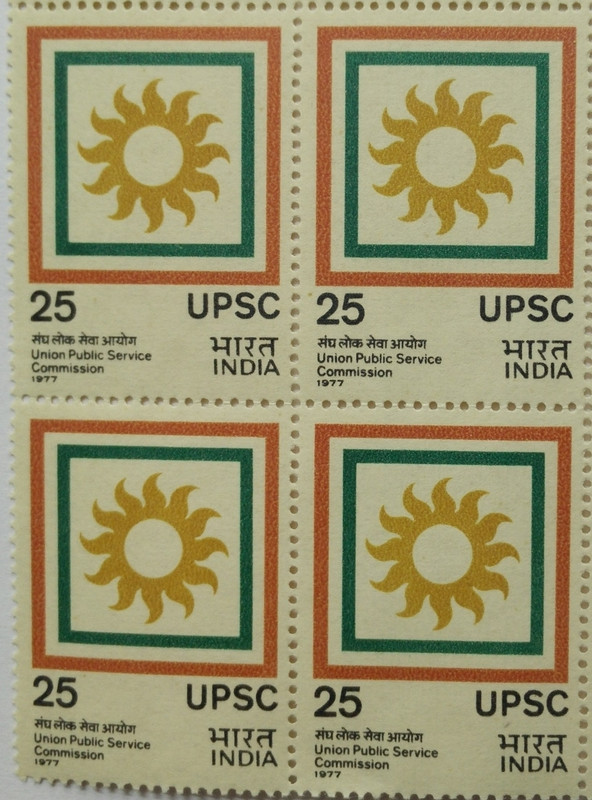 25 UPSC
संघ लोक सेवा आयोग
Union Public Service
Commission
1977
भारत
INDIA
25 UPSC
संघ लोक सेवा आयोग
Union Public Service
Commission
1977
भारत
INDIA
25 UPSC
संघ लोक सेवा आयोग
Union Public Service
Commission
1977
भारत
INDIA
25 UPSC
संघ लोक सेवा आयोग
Union Public Service
Commission
1977
भारत
INDIA